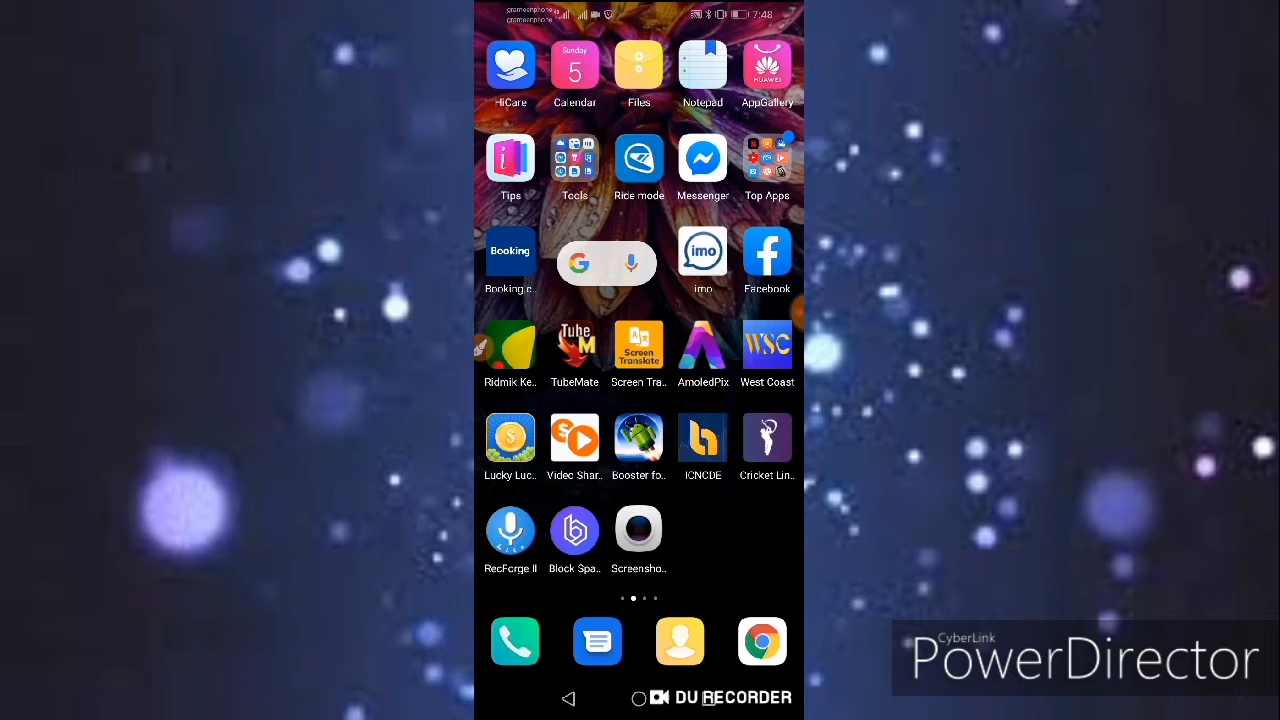 grameenphone
grameenphone
7:48
Sunday
5
HUAWEI
HiCare
Calendar
Files
Notepad
AppGallery
i
Tips
Tools
Ride mode
Messenger
Top Apps
Booking
G
imo
f
Booking.c..
imo
Facebook
Tube
M
Screen
Translate
WSC
Ridmik Ke..
TubeMate
Screen Tra..
AmoledPix
West Coast
Lucky Luc..
Video Shar..
Booster fo..
ICNCDE
Cricket Lin..
RecForge II
Block Spa..
Screensho..
CyberLink
PowerDirector
DU RECORDER